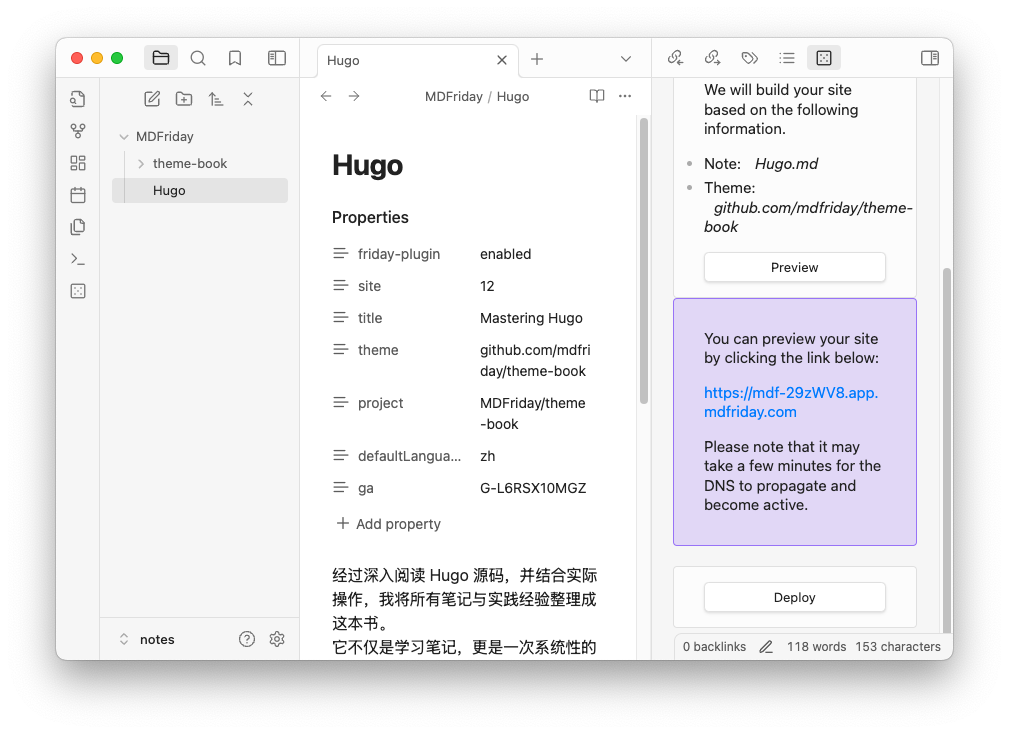 Hugo
MDFriday / Hugo
MDFriday
theme-book
Hugo
notes
Hugo
Properties
friday-plugin enabled
site 12
title Mastering Hugo
theme github.com/mdfri
day/theme-book
project MDFriday/theme
-book
defaultLangua... zh
ga G-L6RSX10MGZ
Add property
经过深入阅读 Hugo 源码，并结合实际
操作，我将所有笔记与实践经验整理成
这本书。
它不仅是学习笔记，更是一次系统性的
We will build your site
based on the following
information.
Note: Hugo.md
Theme:
github.com/mdfriday/theme-
book
Preview
You can preview your site
by clicking the link below:
https://mdf-29zWV8.app.
mdfriday.com
Please note that it may
take a few minutes for the
DNS to propagate and
become active.
Deploy
0 backlinks 118 words 153 characters